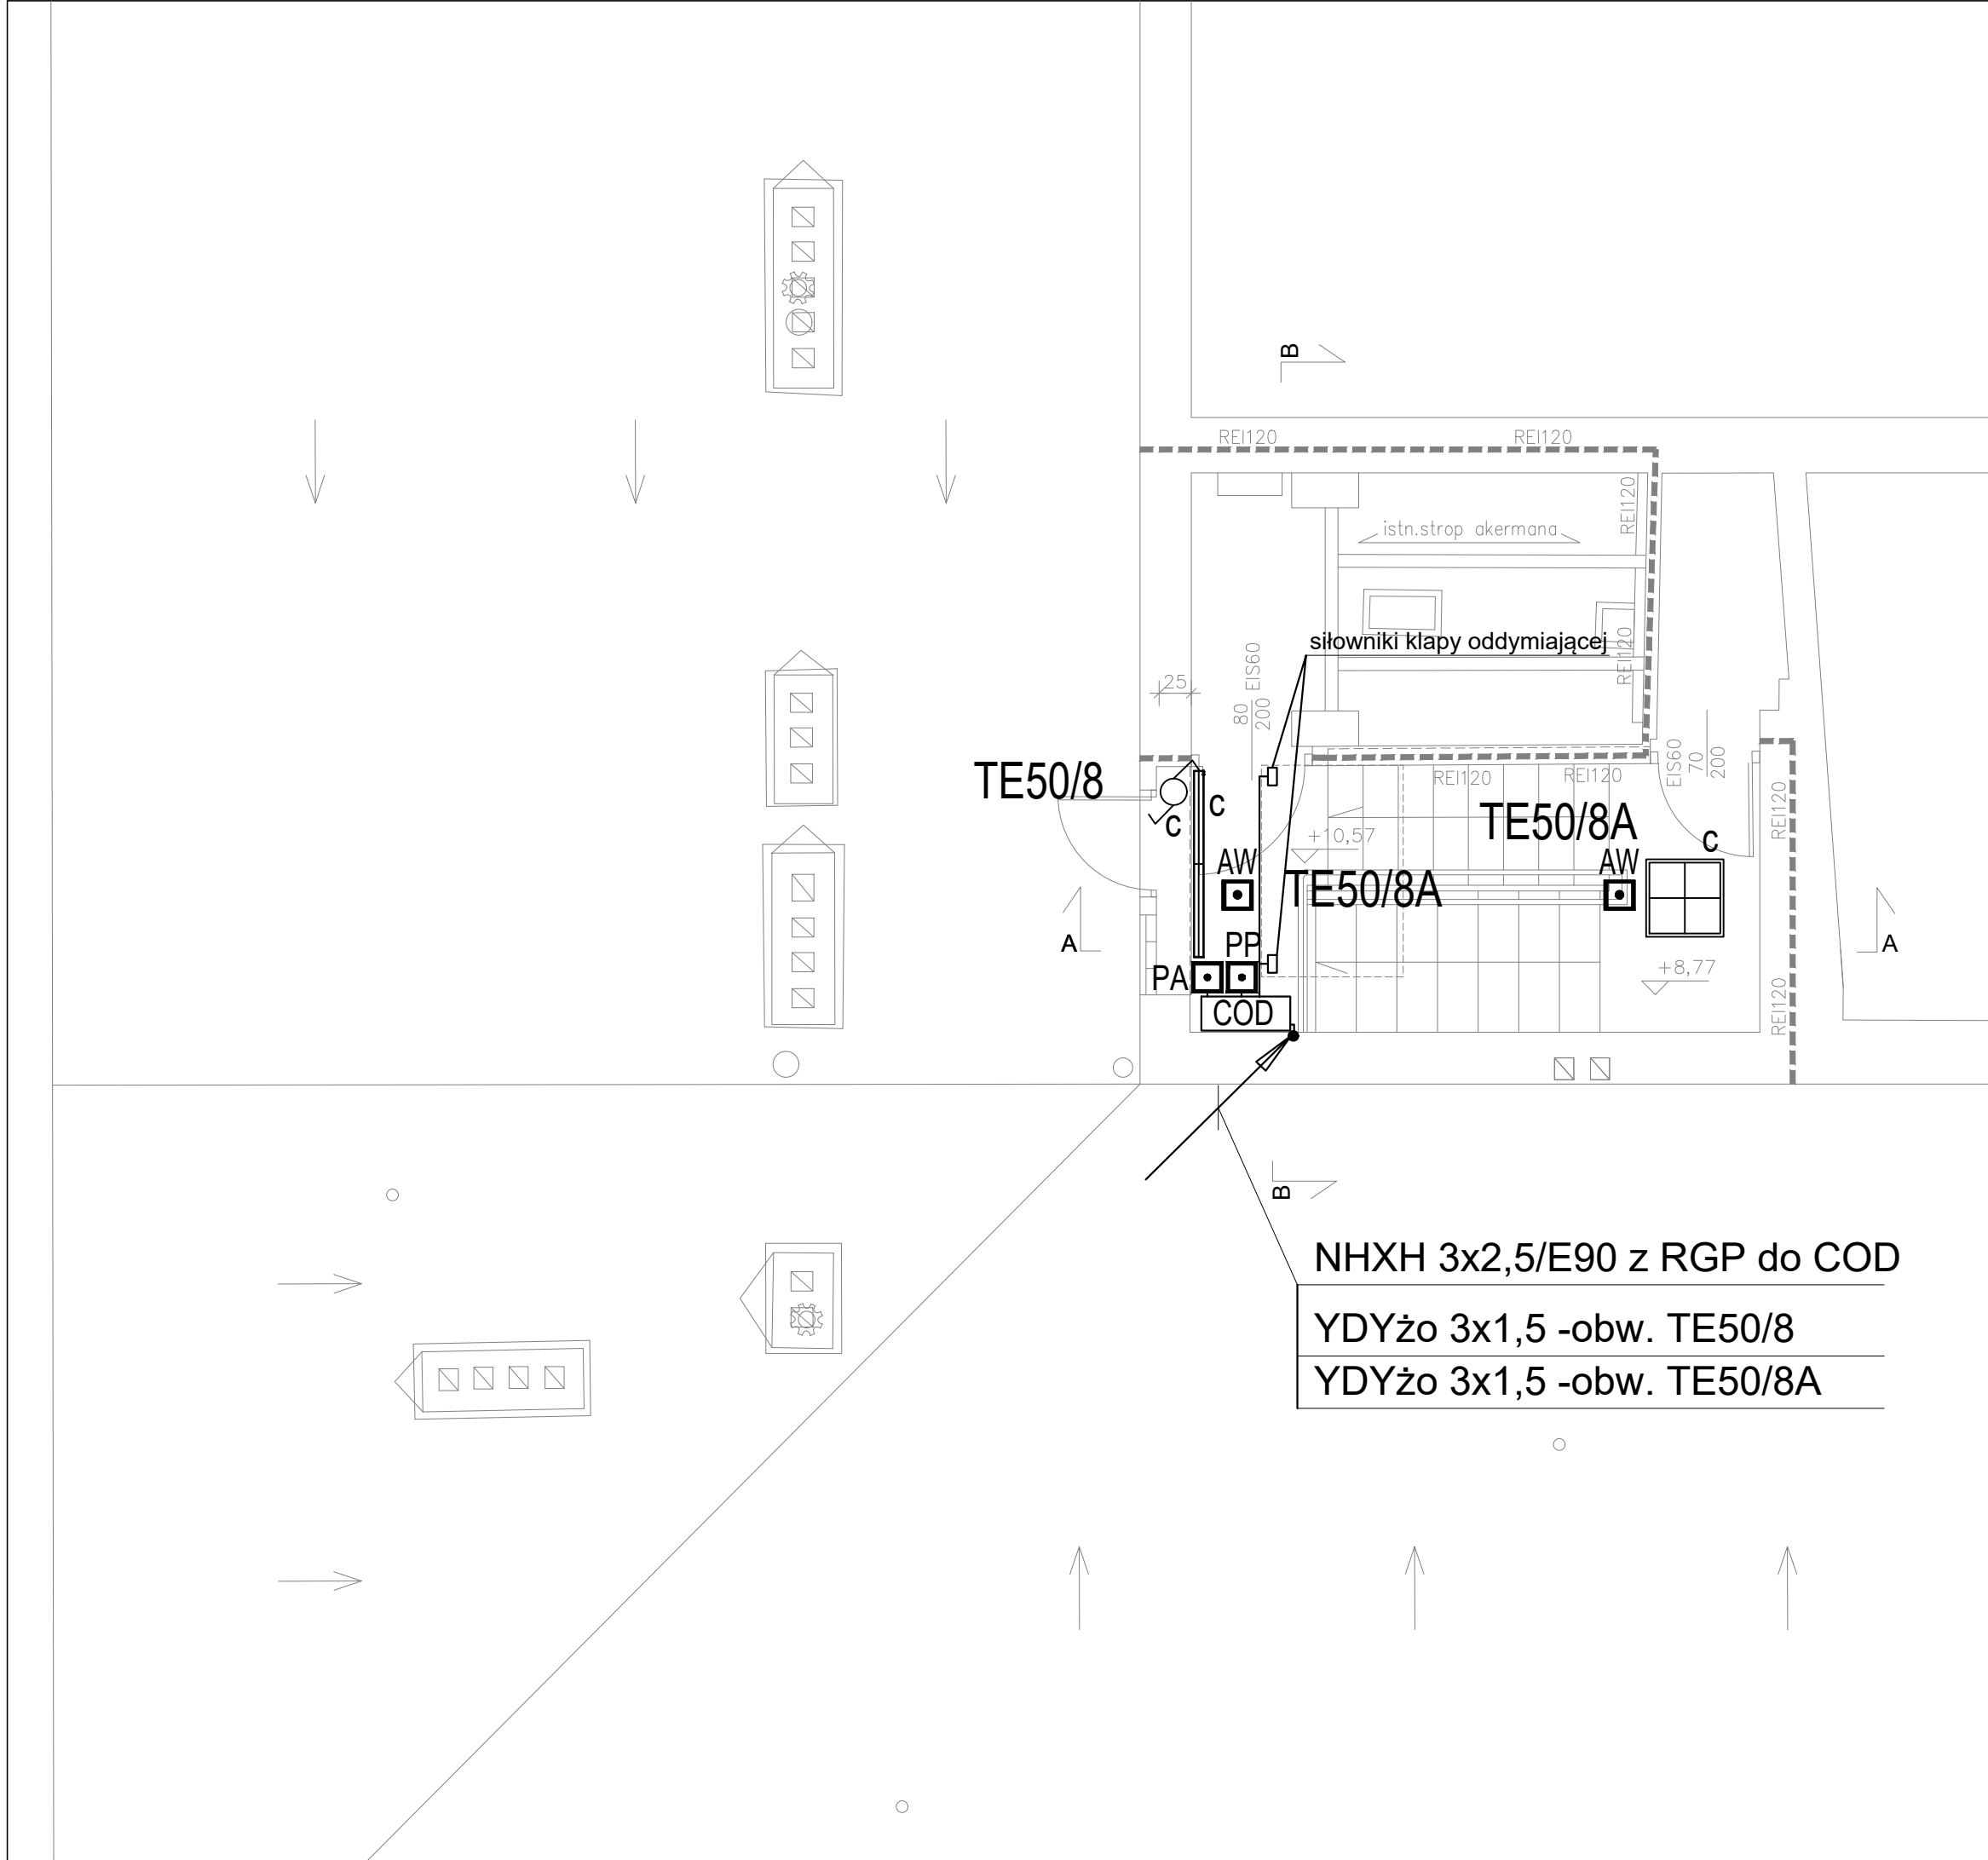 B
REI120
REI120
REI120
istn.strop akermana
siłowniki klapy oddymiającej
REI120
25
80
200
EIS60
EIS60
70
200
REI120
REI120
REI120
TE50/8
c
c
+10,57
TE50/8A
c
AW
AW
TE50/8A
A
A
PP
PA
+8,77
COD
REI120
B
NHXH 3x2,5/E90 z RGP do COD
YDYżo 3x1,5 -obw. TE50/8
YDYżo 3x1,5 -obw. TE50/8A